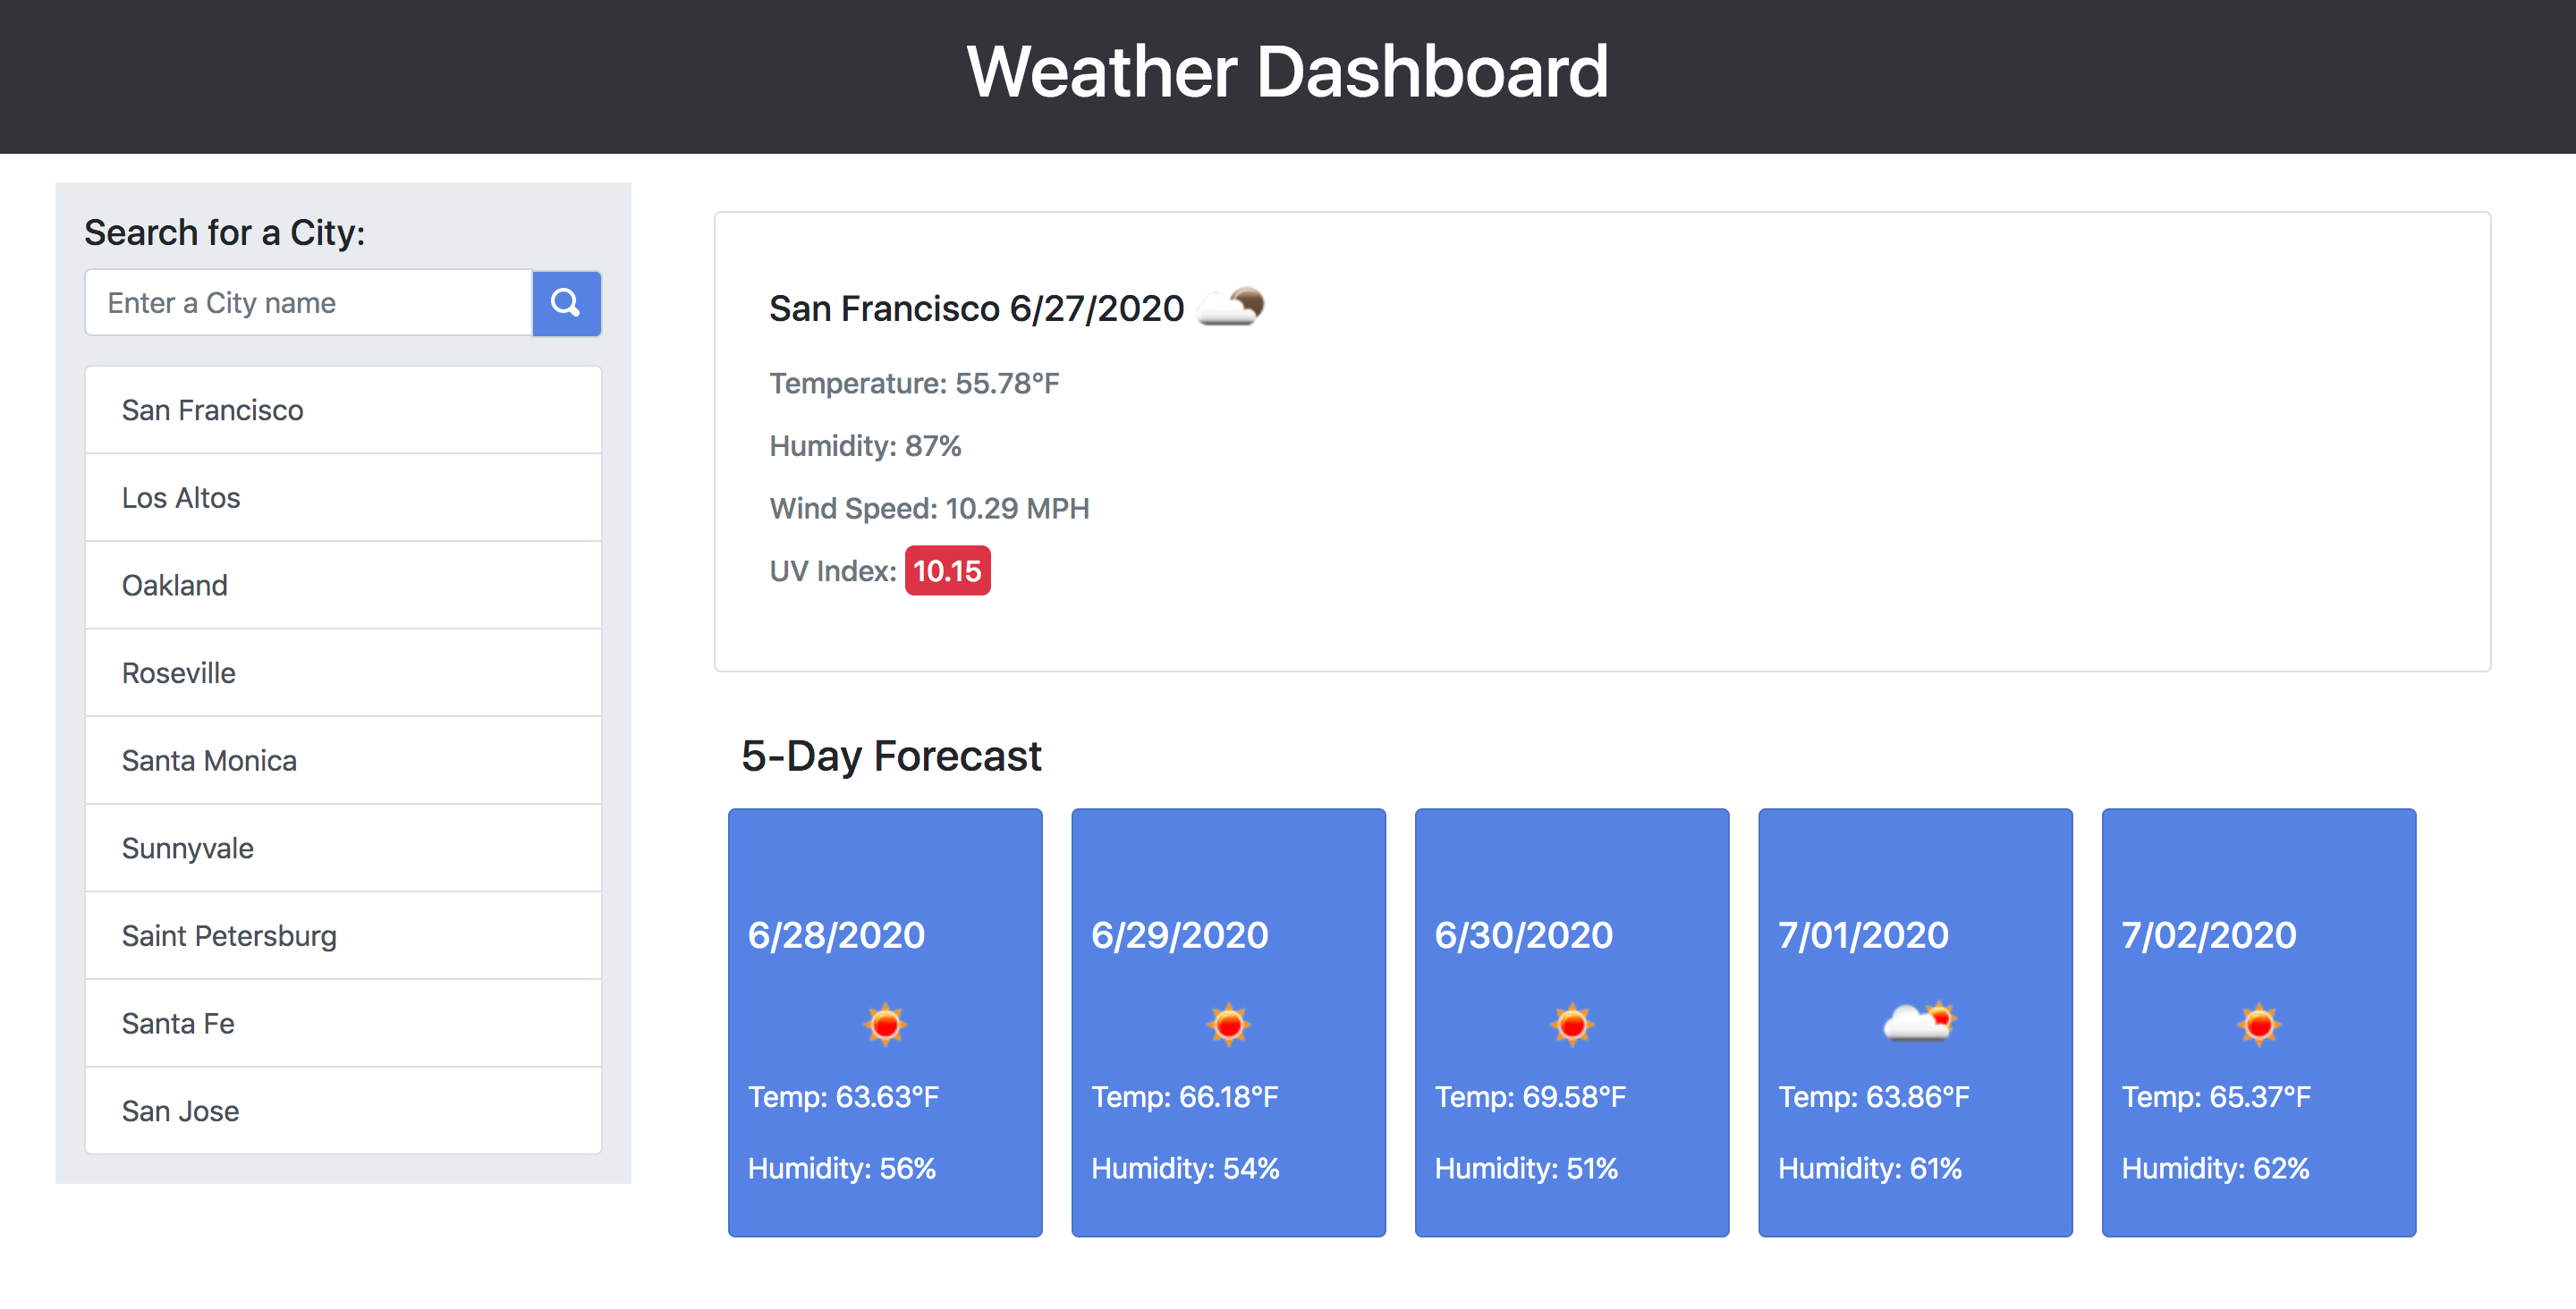 Weather Dashboard
Search for a City:
Enter a City name
San Francisco
Los Altos
Oakland
Roseville
Santa Monica
Sunnyvale
Saint Petersburg
Santa Fe
San Jose
San Francisco 6/27/2020
Temperature: 55.78°F
Humidity: 87%
Wind Speed: 10.29 MPH
UV Index: 10.15
5-Day Forecast
6/28/2020
Temp: 63.63°F
Humidity: 56%
6/29/2020
Temp: 66.18°F
Humidity: 54%
6/30/2020
Temp: 69.58°F
Humidity: 51%
7/01/2020
Temp: 63.86°F
Humidity: 61%
7/02/2020
Temp: 65.37°F
Humidity: 62%